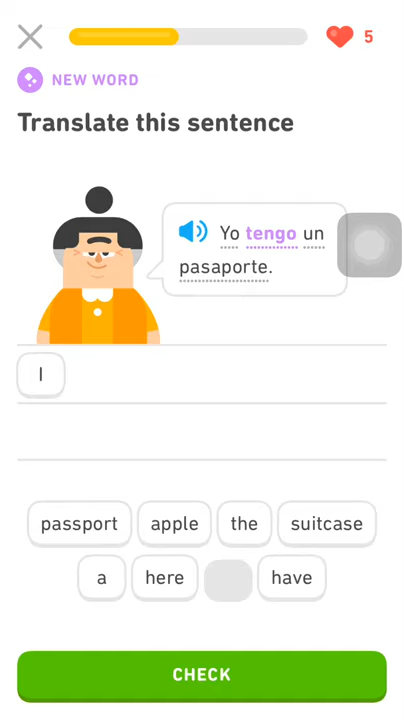 5
NEW WORD
Translate this sentence
Yo tengo un
pasaporte.
I
passport apple the suitcase
a here have
CHECK